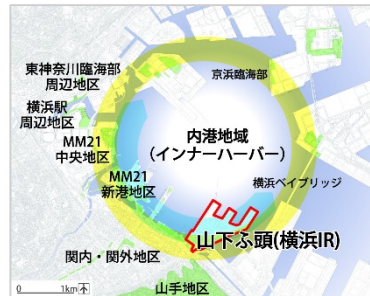 東神奈川臨海部
周辺地区
京浜臨海部
横浜駅
周辺地区
内港地域
（インナーハーバー）
MM21
中央地区
MM21
新港地区
横浜ベイブリッジ
山下ふ頭(横浜IR)
関内・関外地区
山手地区
0 1km